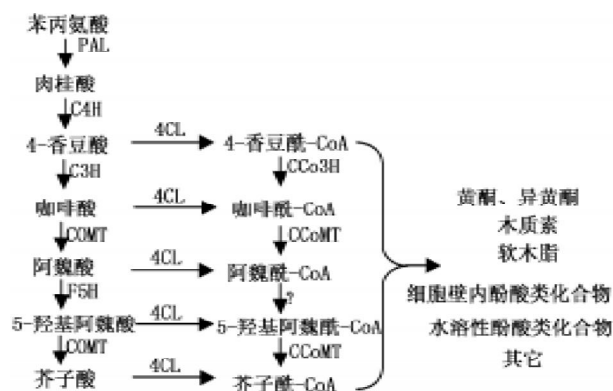 苯丙氨酸
PAL
肉桂酸
C4H
4-香豆酸 4CL 4-香豆酰-CoA
C3H CCo3H
咖啡酸 4CL 咖啡酰-CoA
COMT CCoMT
阿魏酸 4CL 阿魏酰-CoA
F5H ?
5-羟基阿魏酸 4CL 5-羟基阿魏酰-CoA
COMT CCoMT
芥子酸 4CL 芥子酰-CoA
黄酮、异黄酮
木质素
软木脂
细胞壁内酚酸类化合物
水溶性酚酸类化合物
其它